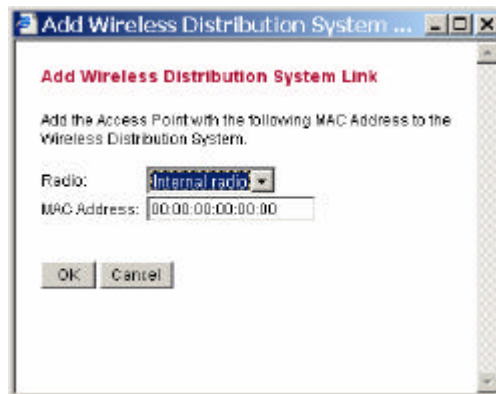 Add Wireless Distribution System ...
Add Wireless Distribution System Link
Add the Access Point with the following MAC Address to the
Wireless Distribution System.
Radio: Internal radio
MAC Address: 00:00:00:00:00:00
OK Cancel